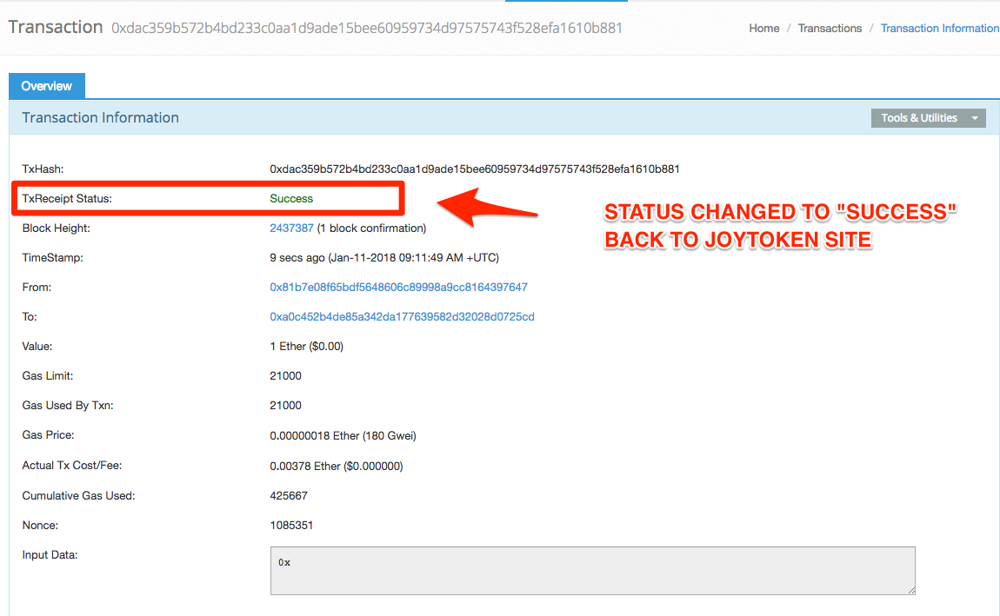 Transaction 0xdac359b572b4bd233c0aa1d9ade15bee60959734d97575743f528efa1610b881
Home / Transactions / Transaction Information
Overview
Transaction Information
Tools & Utilities
TxHash: 0xdac359b572b4bd233c0aa1d9ade15bee60959734d97575743f528efa1610b881
TxReceipt Status: Success
STATUS CHANGED TO "SUCCESS"
BACK TO JOYTOKEN SITE
Block Height: 2437387 (1 block confirmation)
TimeStamp: 9 secs ago (Jan-11-2018 09:11:49 AM +UTC)
From: 0x81b7e08f65bdf5648606c89998a9cc8164397647
To: 0xa0c452b4de85a342da177639582d32028d0725cd
Value: 1 Ether ($0.00)
Gas Limit: 21000
Gas Used By Txn: 21000
Gas Price: 0.00000018 Ether (180 Gwei)
Actual Tx Cost/Fee: 0.00378 Ether ($0.000000)
Cumulative Gas Used: 425667
Nonce: 1085351
Input Data: 0x